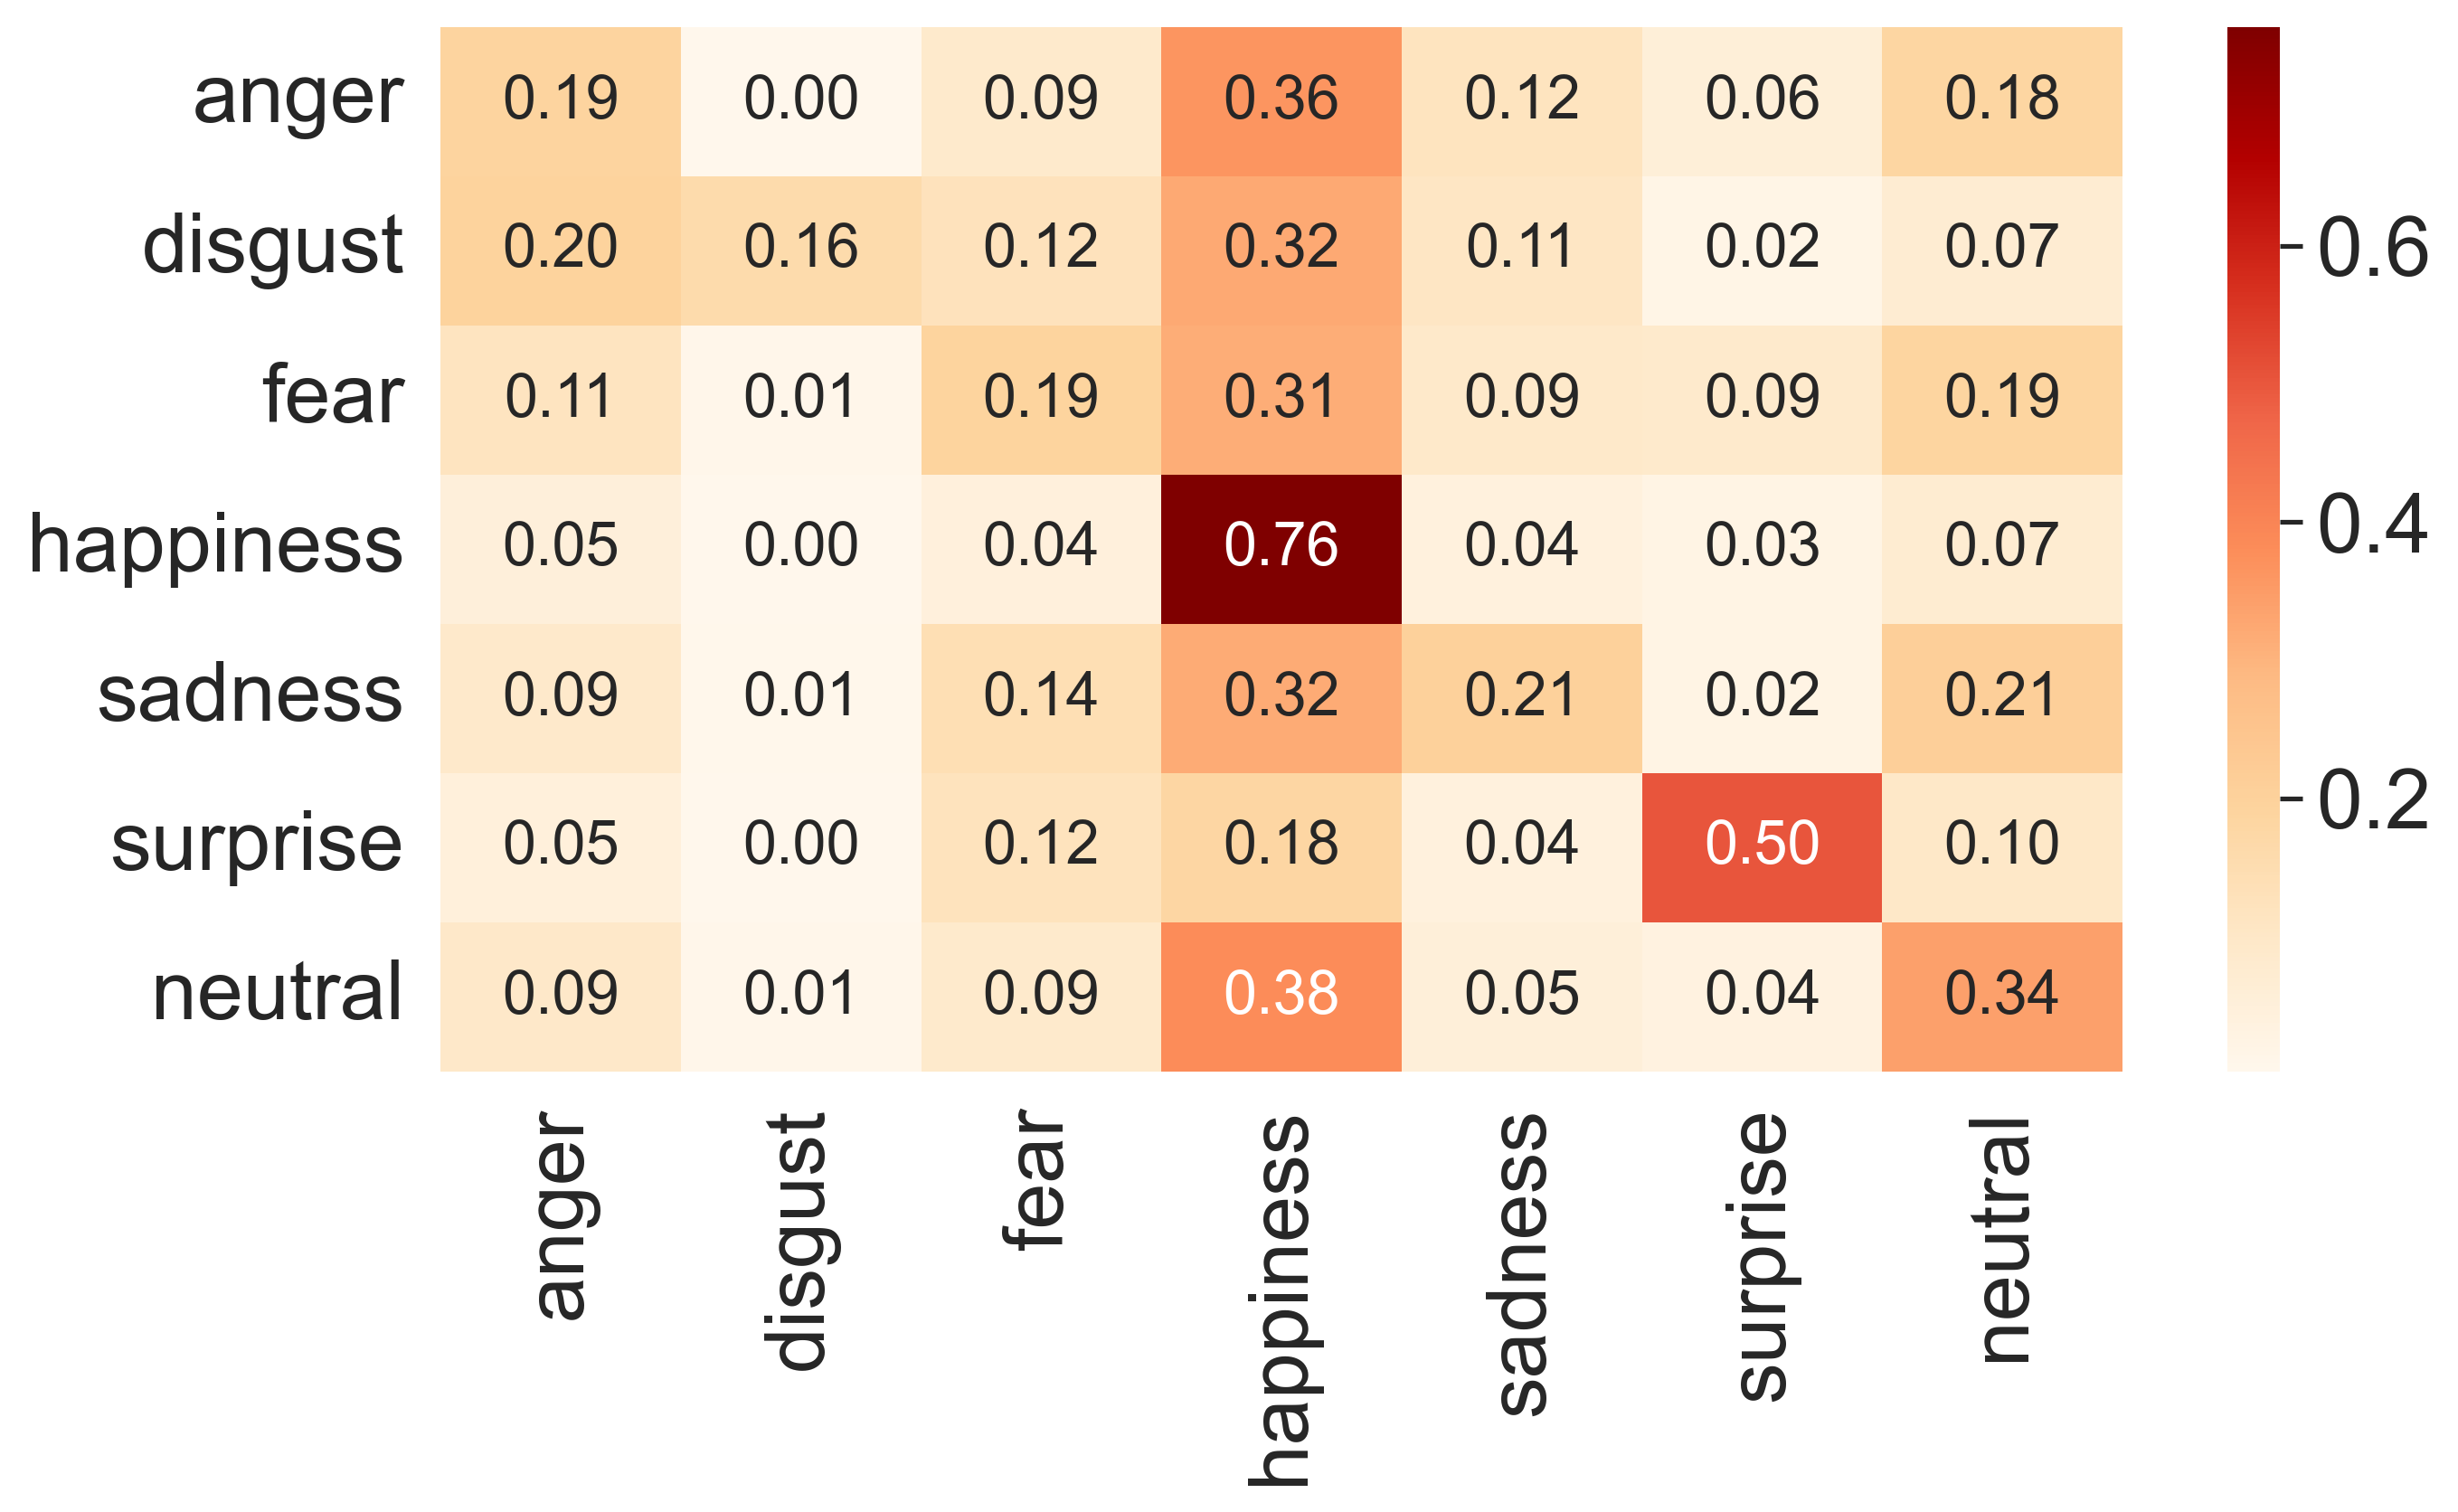 anger 0.19 0.00 0.09 0.36 0.12 0.06 0.18
disgust 0.20 0.16 0.12 0.32 0.11 0.02 0.07
fear 0.11 0.01 0.19 0.31 0.09 0.09 0.19
happiness 0.05 0.00 0.04 0.76 0.04 0.03 0.07
sadness 0.09 0.01 0.14 0.32 0.21 0.02 0.21
surprise 0.05 0.00 0.12 0.18 0.04 0.50 0.10
neutral 0.09 0.01 0.09 0.38 0.05 0.04 0.34
anger disgust fear happiness sadness surprise neutral
0.6
0.4
0.2